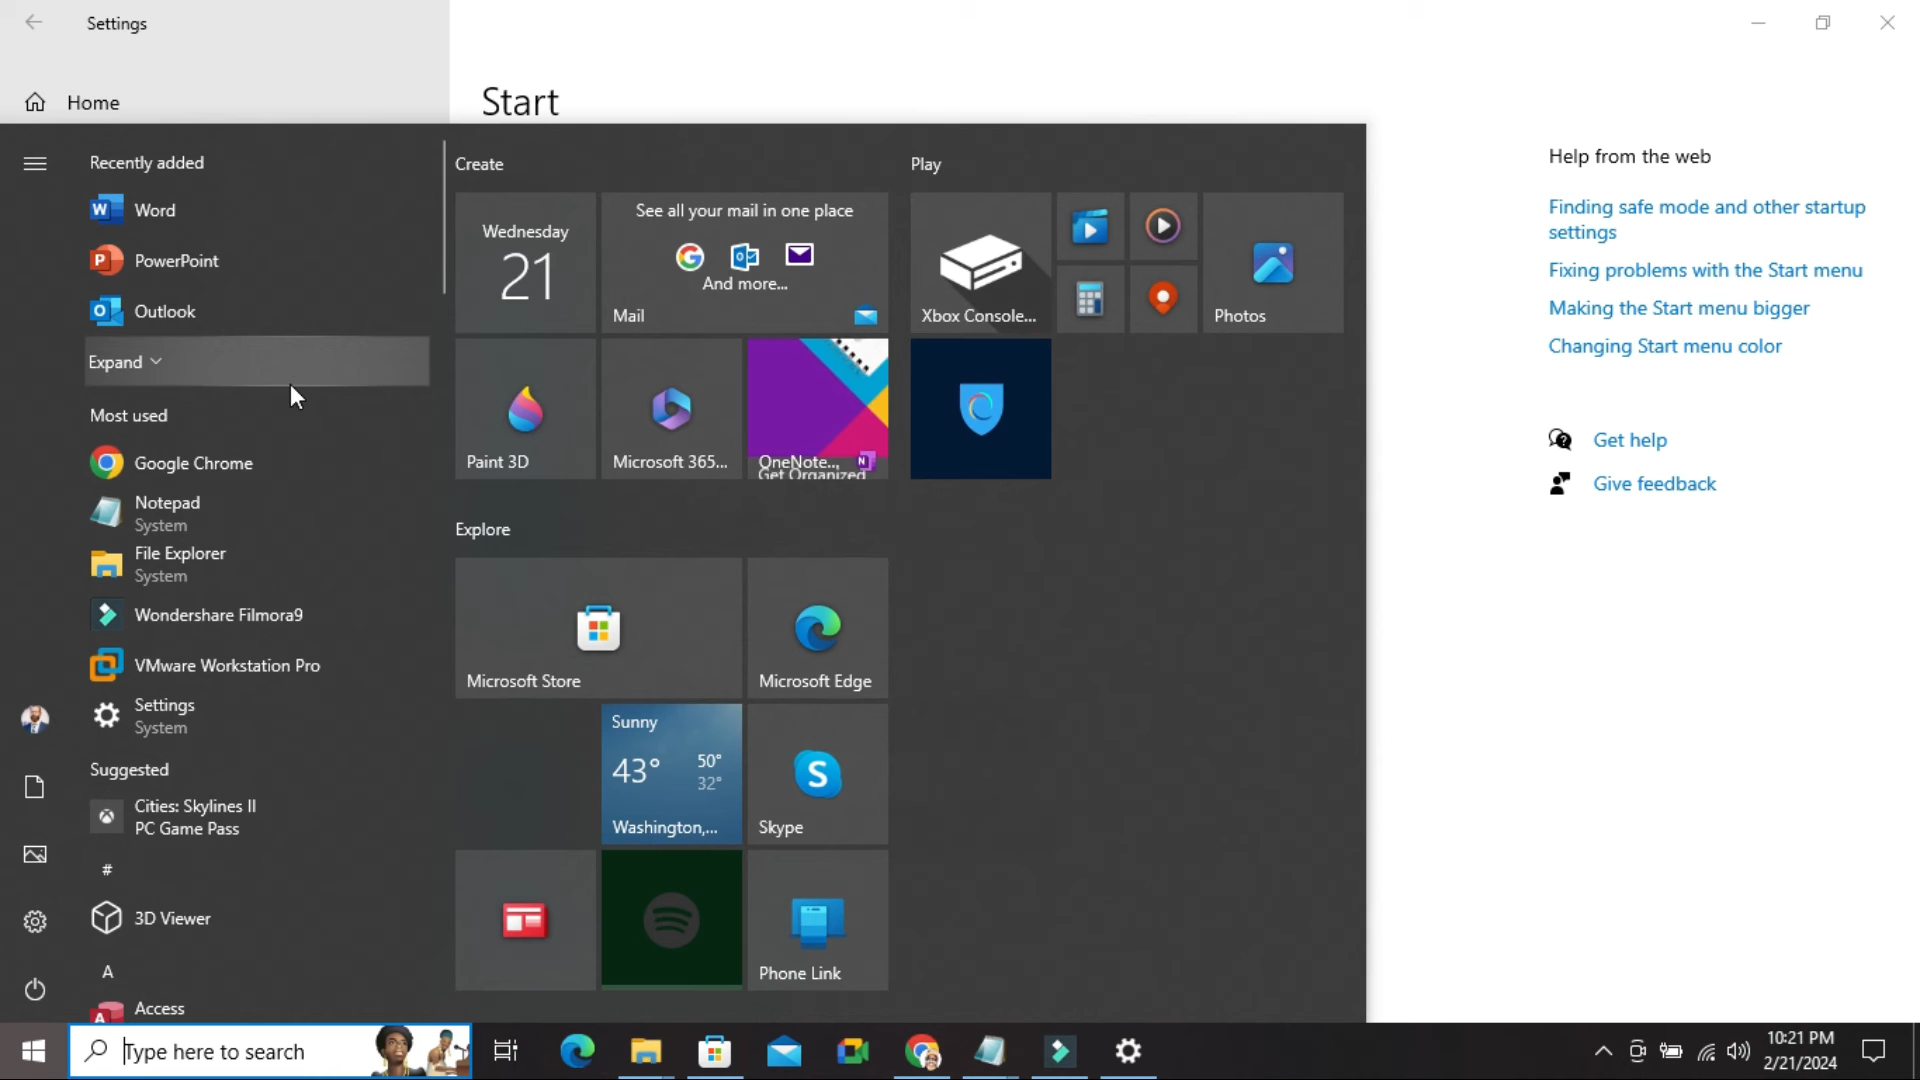 Settings
Home
Start
Recently added
Word
PowerPoint
Outlook
Expand
Most used
Google Chrome
Notepad
System
File Explorer
System
Wondershare Filmora9
VMware Workstation Pro
Settings
System
Suggested
Cities: Skylines II
PC Game Pass
#
3D Viewer
A
Access
Create
Wednesday
21
See all your mail in one place
And more...
Mail
Paint 3D
Microsoft 365...
OneNote...
Get Organized
Explore
Microsoft Store
Microsoft Edge
Sunny
43° 50°
32°
Washington,...
Skype
Phone Link
Play
Xbox Console...
Photos
Help from the web
Finding safe mode and other startup
settings
Fixing problems with the Start menu
Making the Start menu bigger
Changing Start menu color
Get help
Give feedback
Type here to search
10:21 PM
2/21/2024